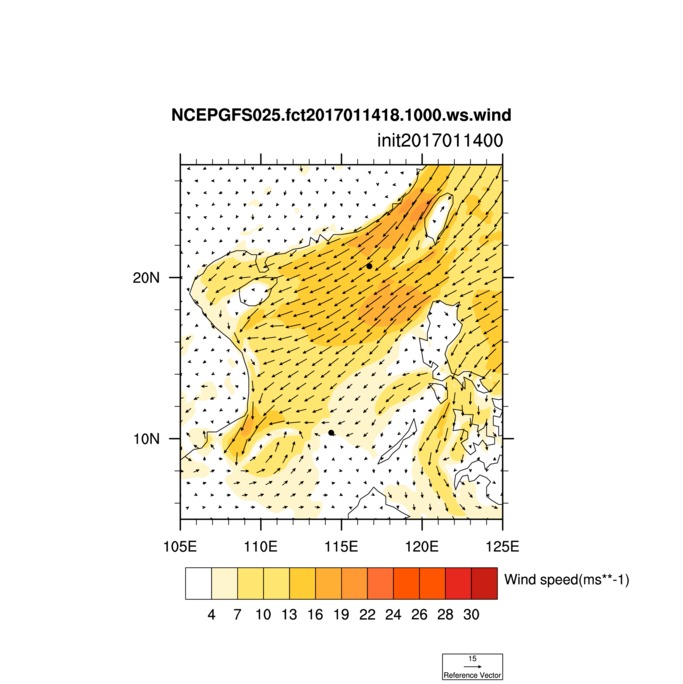 NCEPGFS025.fct2017011418.1000.ws.wind
init2017011400
20N
10N
105E 110E 115E 120E 125E
Wind speed(ms**-1)
4 7 10 13 16 19 22 24 26 28 30
15
Reference Vector